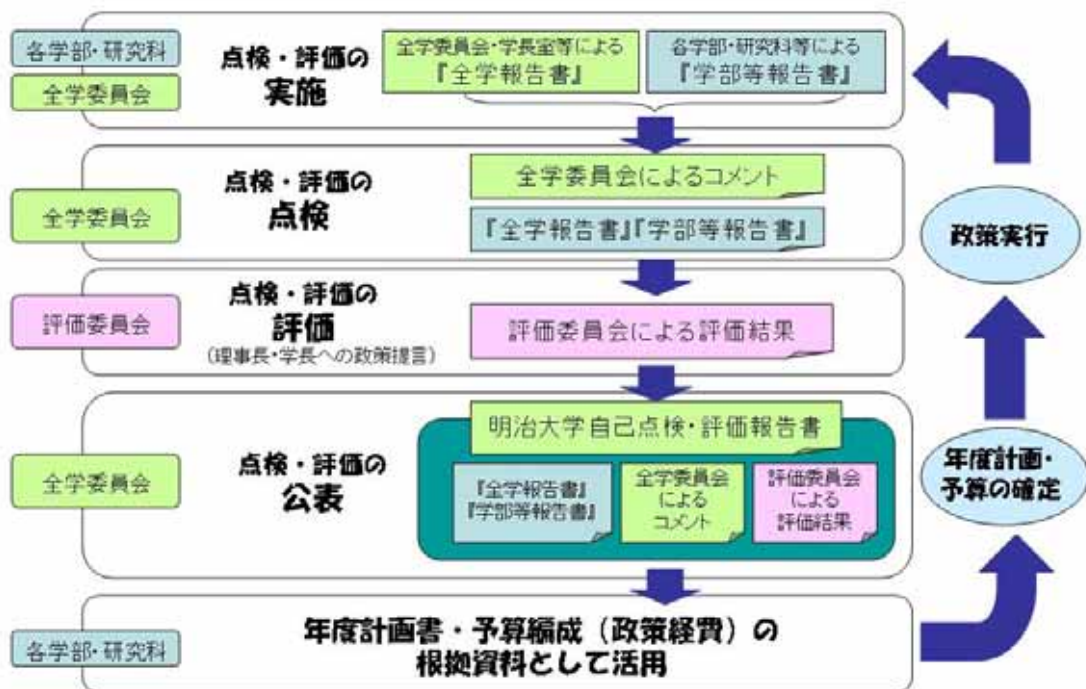 各学部・研究科
全学委員会
点検・評価の
実施
全学委員会・学長室等による
『全学報告書』
各学部・研究科等による
『学部等報告書』
全学委員会
点検・評価の
点検
全学委員会によるコメント
『全学報告書』『学部等報告書』
政策実行
評価委員会
点検・評価の
評価
(理事長・学長への政策提言)
評価委員会による評価結果
全学委員会
点検・評価の
公表
明治大学自己点検・評価報告書
『全学報告書』
『学部等報告書』
全学委員会
による
コメント
評価委員会
による
評価結果
年度計画・
予算の確定
各学部・研究科
年度計画書・予算編成（政策経費）の
根拠資料として活用